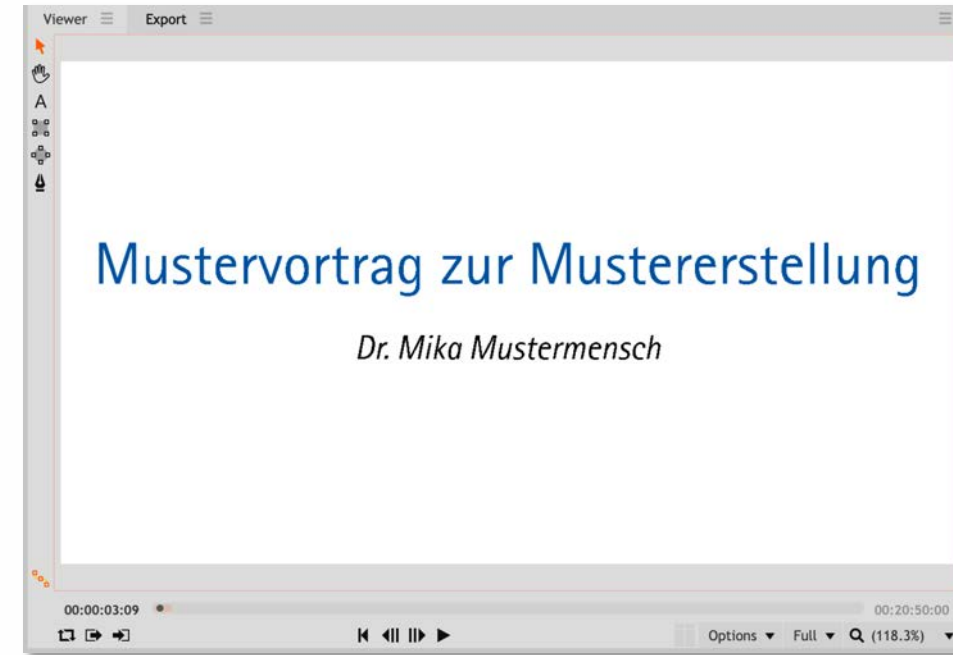 Viewer Export
A
Mustervortrag zur Mustererstellung
Dr. Mika Mustermensch
00:00:03:09 00:20:50:00
Options Full (118.3%)